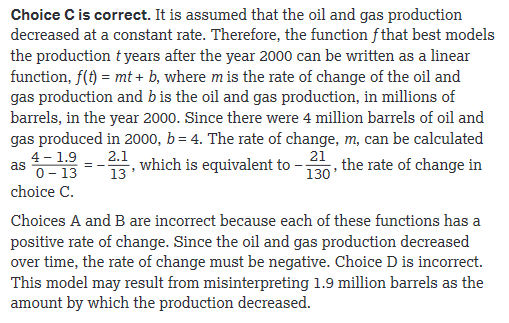 Choice C is correct. It is assumed that the oil and gas production
decreased at a constant rate. Therefore, the function f that best models
the production t years after the year 2000 can be written as a linear
function, f(t) = mt + b, where m is the rate of change of the oil and
gas production and b is the oil and gas production, in millions of
barrels, in the year 2000. Since there were 4 million barrels of oil and
gas produced in 2000, b = 4. The rate of change, m, can be calculated
as (4 – 1.9)/(0 – 13) = –2.1/13, which is equivalent to –21/130, the rate of change in
choice C.
Choices A and B are incorrect because each of these functions has a
positive rate of change. Since the oil and gas production decreased
over time, the rate of change must be negative. Choice D is incorrect.
This model may result from misinterpreting 1.9 million barrels as the
amount by which the production decreased.